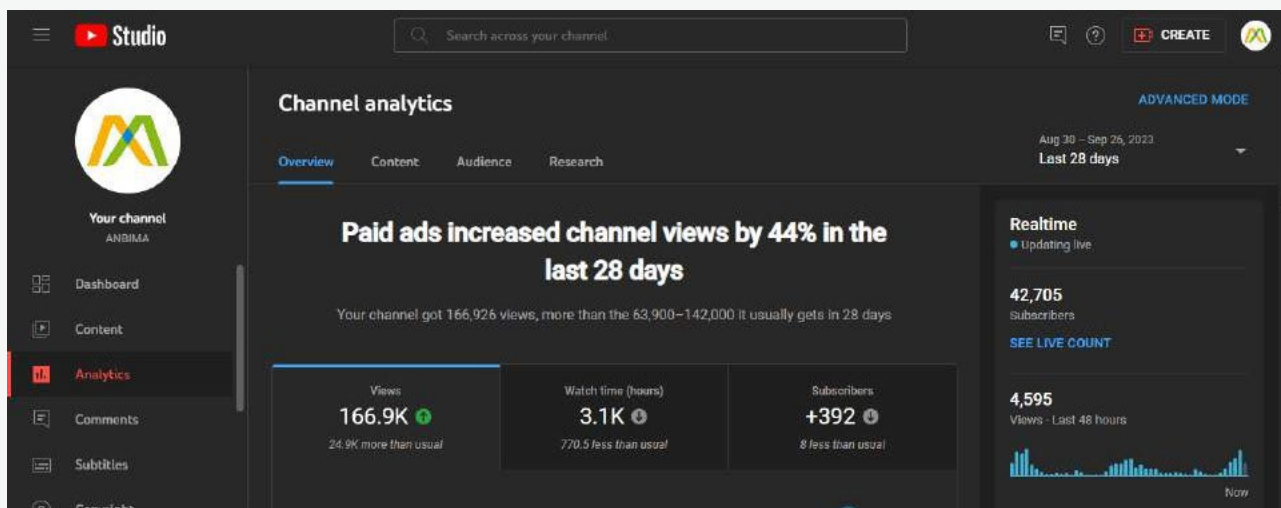 Studio
Search across your channel
CREATE
Your channel
ANBIMA
Dashboard
Content
Analytics
Comments
Subtitles
Channel analytics
ADVANCED MODE
Overview Content Audience Research
Aug 30 – Sep 26, 2023
Last 28 days
Paid ads increased channel views by 44% in the
last 28 days
Your channel got 166,926 views, more than the 63,900–142,000 it usually gets in 28 days
Views
166.9K
24.9K more than usual
Watch time (hours)
3.1K
770.5 less than usual
Subscribers
+392
8 less than usual
Realtime
Updating live
42,705
Subscribers
SEE LIVE COUNT
4,595
Views · Last 48 hours
Now